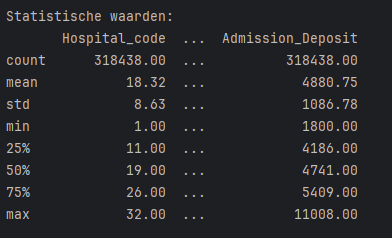 Statistische waarden:
Hospital_code ... Admission_Deposit
count 318438.00 ... 318438.00
mean 18.32 ... 4880.75
std 8.63 ... 1086.78
min 1.00 ... 1800.00
25% 11.00 ... 4186.00
50% 19.00 ... 4741.00
75% 26.00 ... 5409.00
max 32.00 ... 11008.00